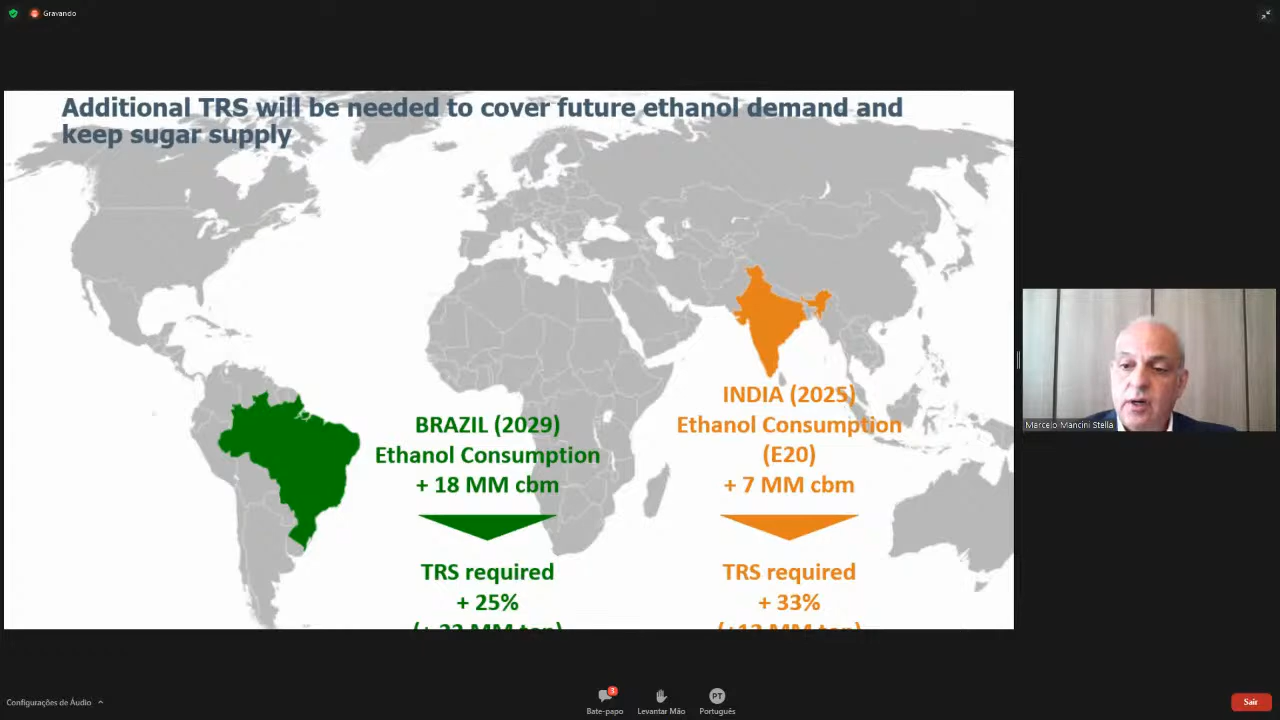 Gravando
Additional TRS will be needed to cover future ethanol demand and
keep sugar supply
BRAZIL (2029)
Ethanol Consumption
+ 18 MM cbm
TRS required
+ 25%
INDIA (2025)
Ethanol Consumption
(E20)
+ 7 MM cbm
TRS required
+ 33%
Marcelo Mancini Stella
Configurações de Áudio
3
Bate-papo
Levantar Mão
PT
Português
Sair